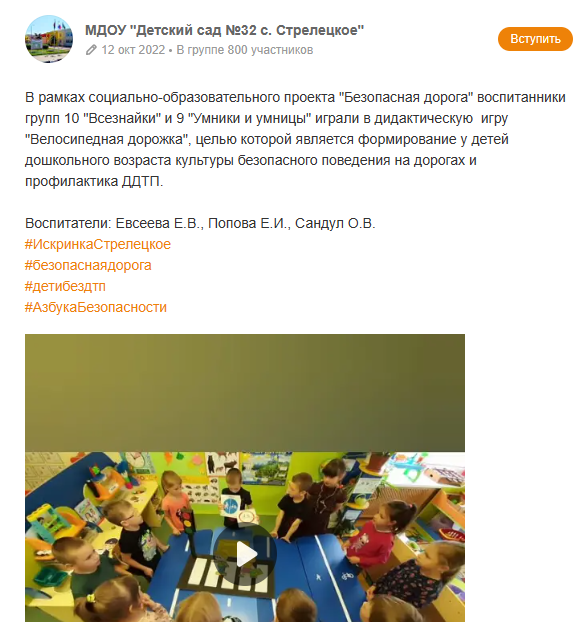 МДОУ "Детский сад №32 с. Стрелецкое"
12 окт 2022 • В группе 800 участников
Вступить
В рамках социально-образовательного проекта "Безопасная дорога" воспитанники
групп 10 "Всезнайки" и 9 "Умники и умницы" играли в дидактическую игру
"Велосипедная дорожка", целью которой является формирование у детей
дошкольного возраста культуры безопасного поведения на дорогах и
профилактика ДДТП.
Воспитатели: Евсеева Е.В., Попова Е.И., Сандул О.В.
#ИскринкаСтрелецкое
#безопаснаядорога
#детибездтп
#АзбукаБезопасности